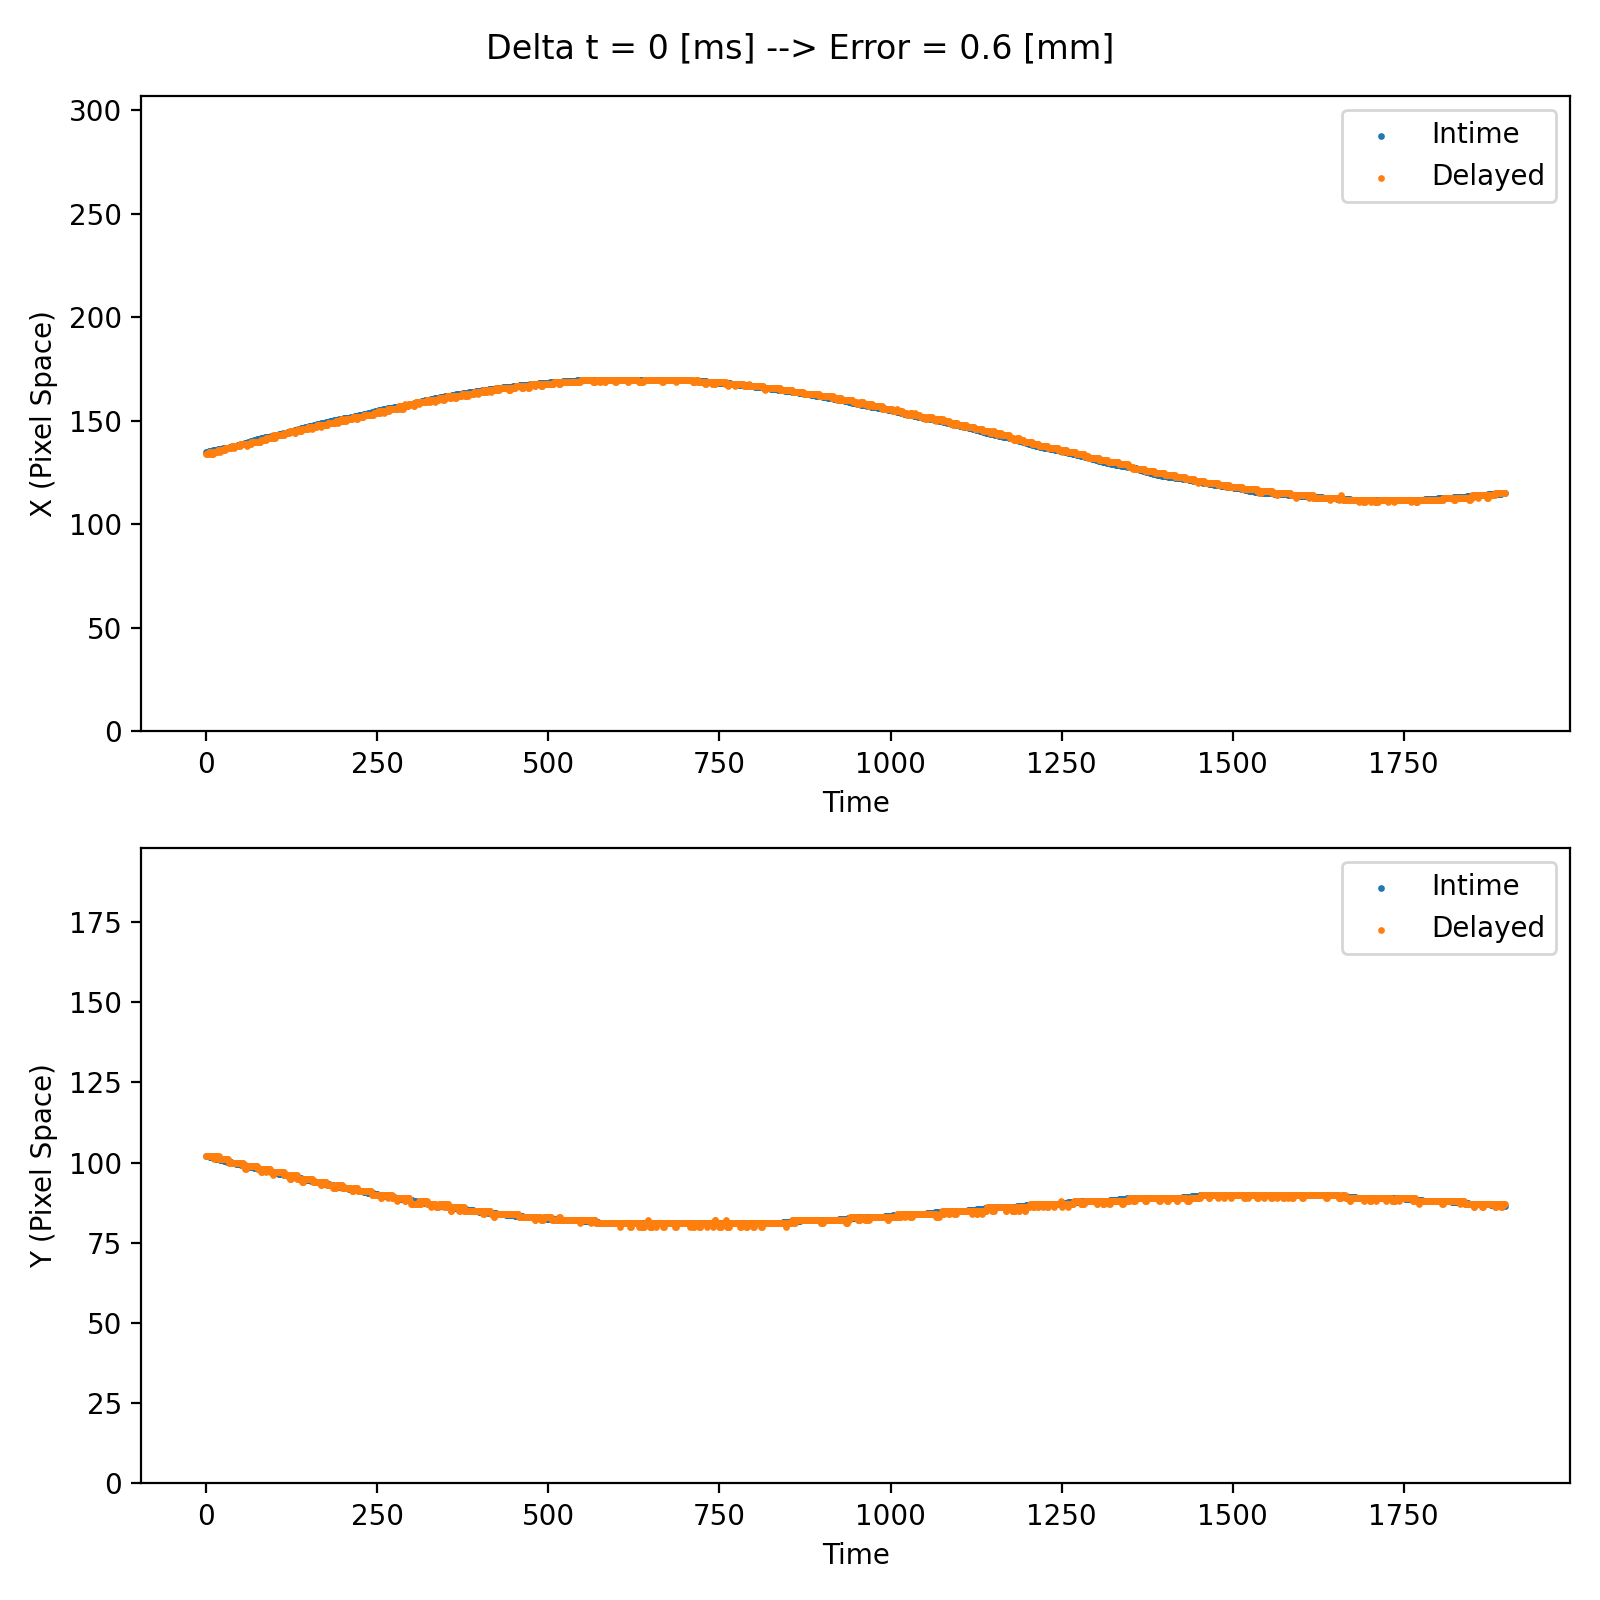 Delta t = 0 [ms] --> Error = 0.6 [mm]
300
250
200
150
100
50
0
X (Pixel Space)
Intime
Delayed
0 250 500 750 1000 1250 1500 1750
Time
175
150
125
100
75
50
25
0
Y (Pixel Space)
Intime
Delayed
0 250 500 750 1000 1250 1500 1750
Time